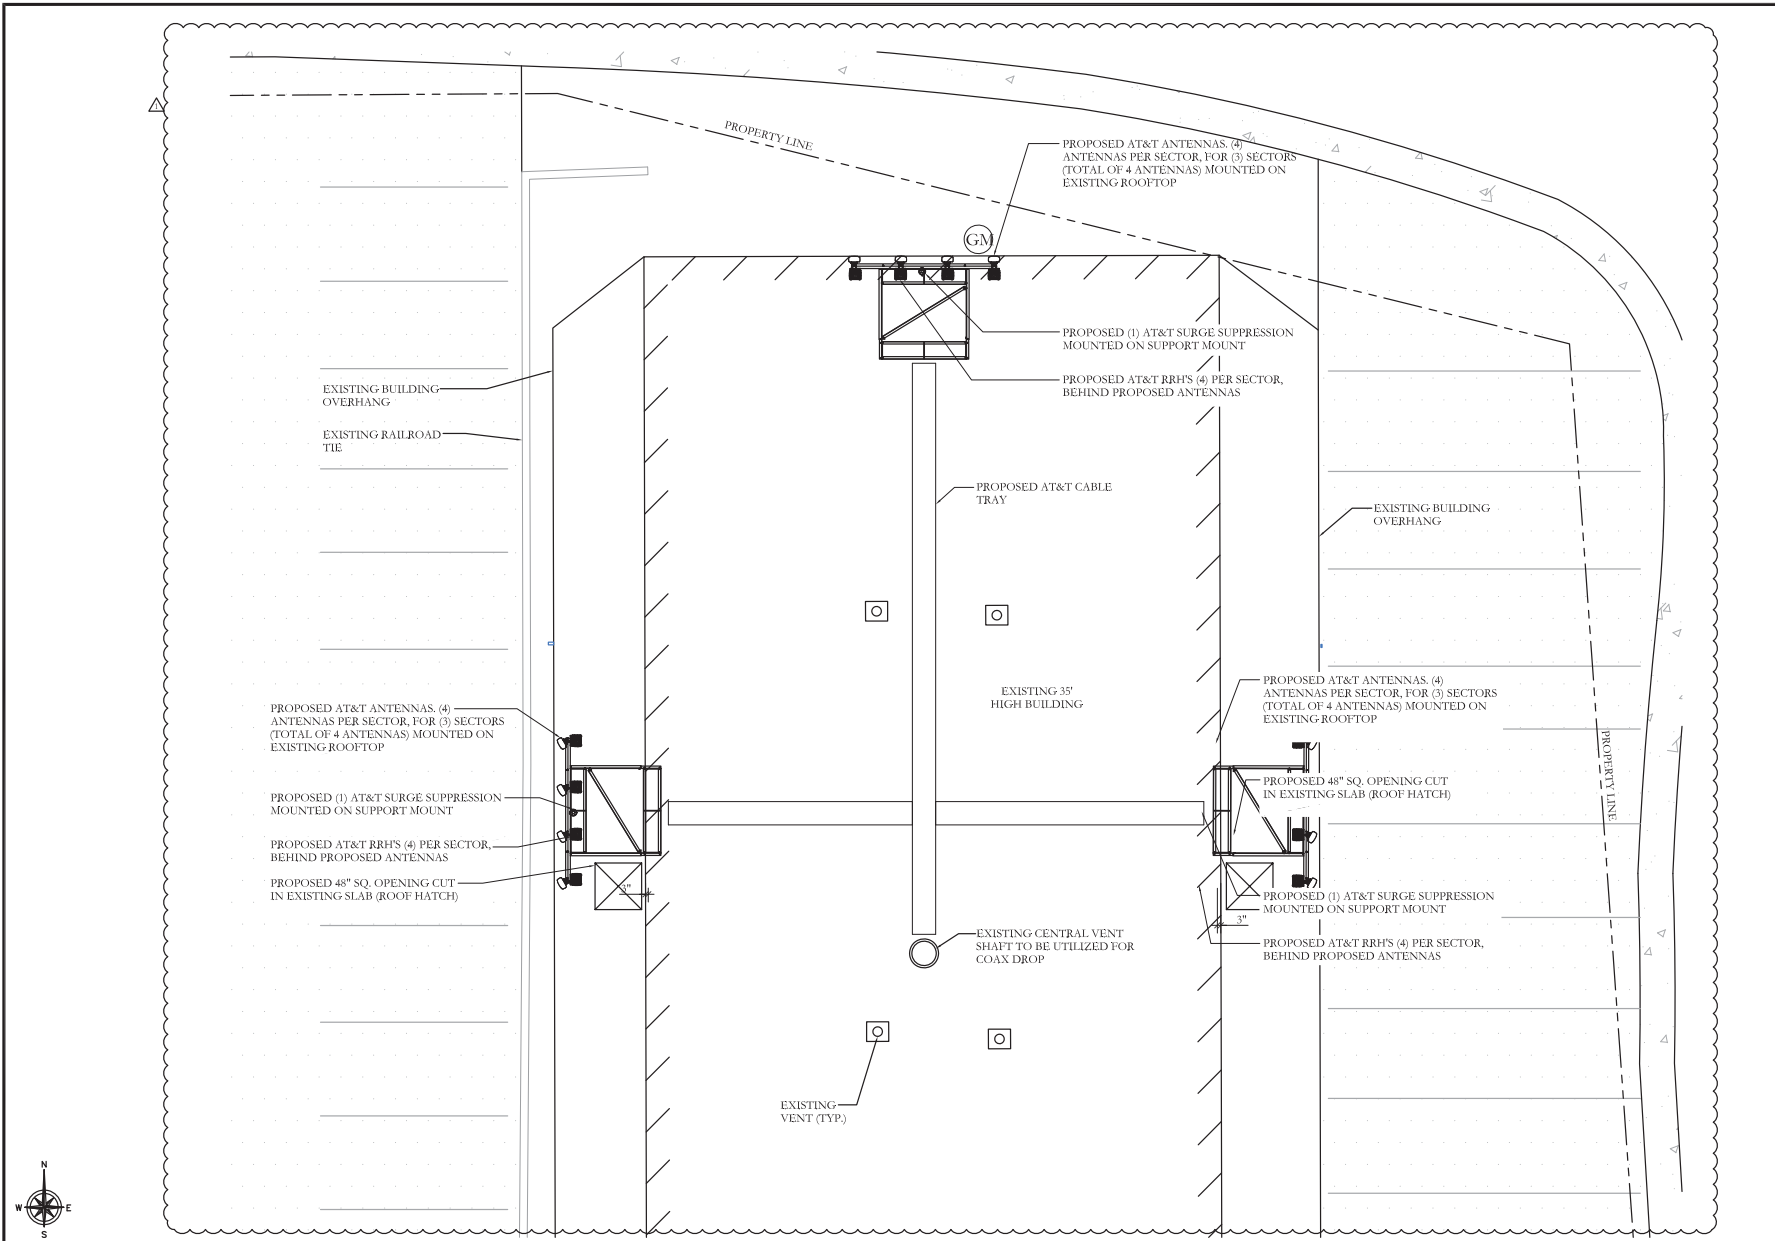 1
PROPERTY LINE
PROPOSED AT&T ANTENNAS. (4)
ANTENNAS PER SECTOR, FOR (3) SECTORS
(TOTAL OF 4 ANTENNAS) MOUNTED ON
EXISTING ROOFTOP
GM
PROPOSED (1) AT&T SURGE SUPPRESSION
MOUNTED ON SUPPORT MOUNT
PROPOSED AT&T RRH'S (4) PER SECTOR,
BEHIND PROPOSED ANTENNAS
EXISTING BUILDING
OVERHANG
EXISTING RAILROAD
TIE
PROPOSED AT&T CABLE
TRAY
EXISTING BUILDING
OVERHANG
EXISTING 35'
HIGH BUILDING
PROPOSED AT&T ANTENNAS. (4)
ANTENNAS PER SECTOR, FOR (3) SECTORS
(TOTAL OF 4 ANTENNAS) MOUNTED ON
EXISTING ROOFTOP
PROPOSED (1) AT&T SURGE SUPPRESSION
MOUNTED ON SUPPORT MOUNT
PROPOSED AT&T RRH'S (4) PER SECTOR,
BEHIND PROPOSED ANTENNAS
PROPOSED 48" SQ. OPENING CUT
IN EXISTING SLAB (ROOF HATCH)
3"
PROPOSED AT&T ANTENNAS. (4)
ANTENNAS PER SECTOR, FOR (3) SECTORS
(TOTAL OF 4 ANTENNAS) MOUNTED ON
EXISTING ROOFTOP
PROPERTY LINE
PROPOSED 48" SQ. OPENING CUT
IN EXISTING SLAB (ROOF HATCH)
PROPOSED (1) AT&T SURGE SUPPRESSION
MOUNTED ON SUPPORT MOUNT
3"
PROPOSED AT&T RRH'S (4) PER SECTOR,
BEHIND PROPOSED ANTENNAS
EXISTING CENTRAL VENT
SHAFT TO BE UTILIZED FOR
COAX DROP
EXISTING
VENT (TYP.)
N
W E
S